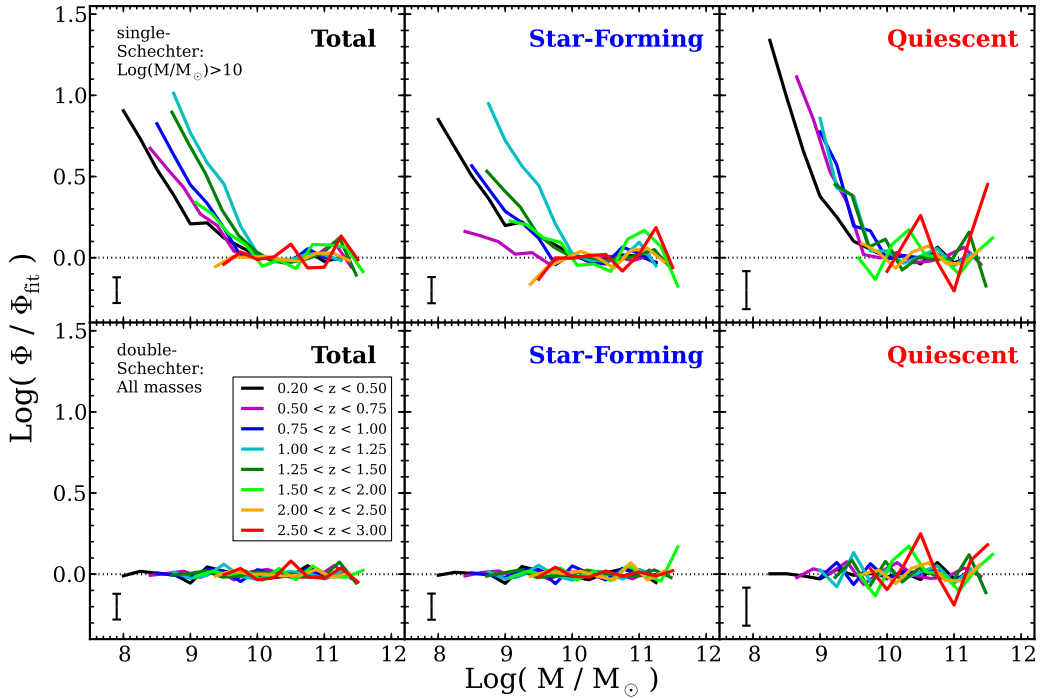 single-
Schechter:
Log(M/M☉)>10
Total
Star-Forming
Quiescent
1.5
1.0
0.5
0.0
double-
Schechter:
All masses
Total
Star-Forming
Quiescent
0.20 < z < 0.50
0.50 < z < 0.75
0.75 < z < 1.00
1.00 < z < 1.25
1.25 < z < 1.50
1.50 < z < 2.00
2.00 < z < 2.50
2.50 < z < 3.00
1.5
1.0
0.5
0.0
Log( Φ / Φfit )
8 9 10 11 8 9 10 11 8 9 10 11 12
Log( M / M☉ )